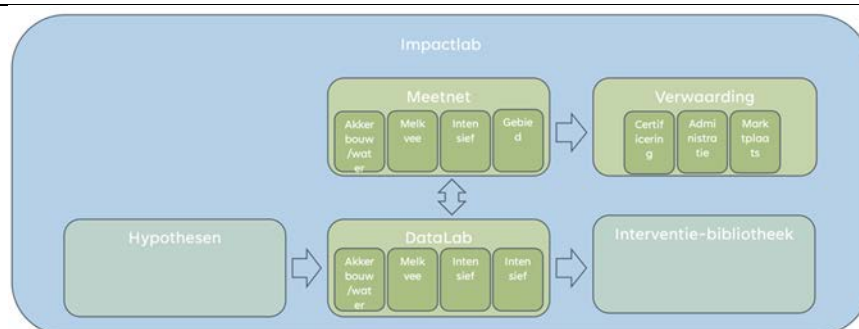 Impactlab
Meetnet
Akker
bouw
/wat
er
Melk
vee
Inten
sief
Gebie
d
Verwaarding
Certif
icerin
g
Admi
nistra
tie
Mark
tplaa
ts
Hypothesen
DataLab
Akker
bouw
/wat
er
Melk
vee
Inten
sief
Inten
sief
Interventie-bibliotheek